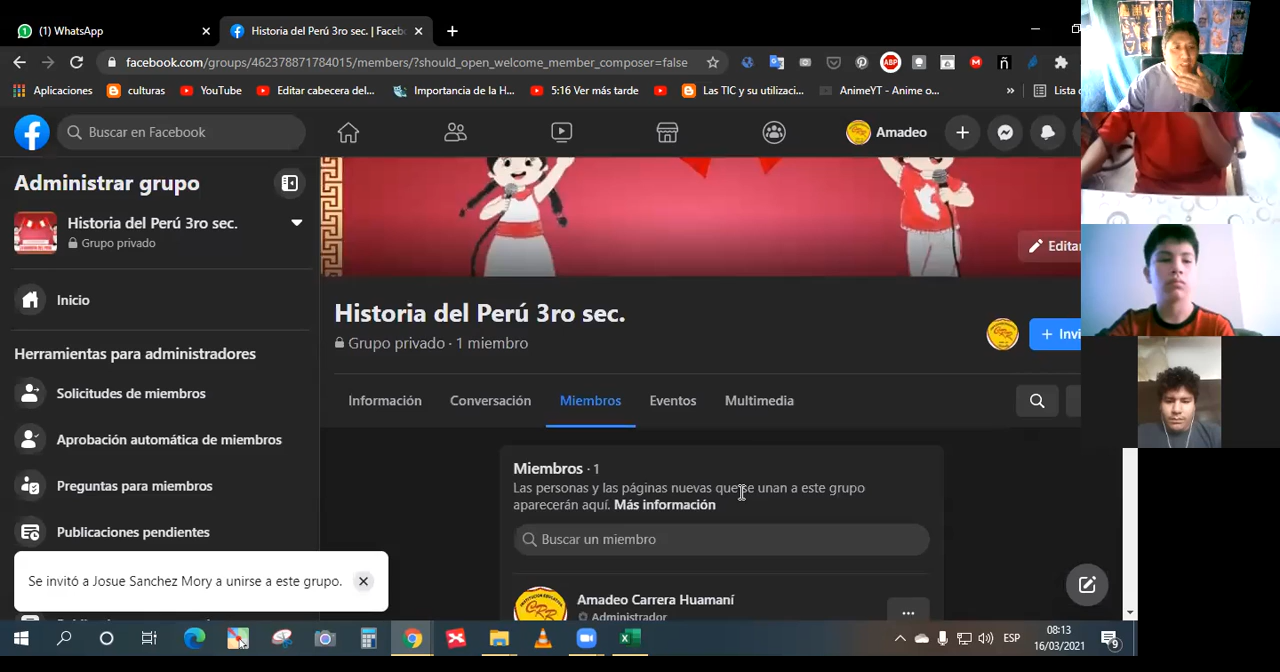 WhatsApp
Historia del Perú 3ro sec. | Faceb
facebook.com/groups/462378871784015/members/?should_open_welcome_member_composer=false
ABP
M
ñ
Aplicaciones
culturas
YouTube
Editar cabecera del...
Importancia de la H...
5:16 Ver más tarde
Las TIC y su utilizaci...
AnimeYT - Anime o...
»
Lista
Buscar en Facebook
Amadeo
Administrar grupo
Historia del Perú 3ro sec.
Grupo privado
Inicio
Herramientas para administradores
Solicitudes de miembros
Aprobación automática de miembros
Preguntas para miembros
Publicaciones pendientes
Se invitó a Josue Sanchez Mory a unirse a este grupo.
Editar
Historia del Perú 3ro sec.
Grupo privado · 1 miembro
+ Invi
Información
Conversación
Miembros
Eventos
Multimedia
Miembros · 1
Las personas y las páginas nuevas que se unan a este grupo
aparecerán aquí. Más información
Buscar un miembro
Amadeo Carrera Huamaní
Administrador
CRB
ESP
08:13
16/03/2021
9